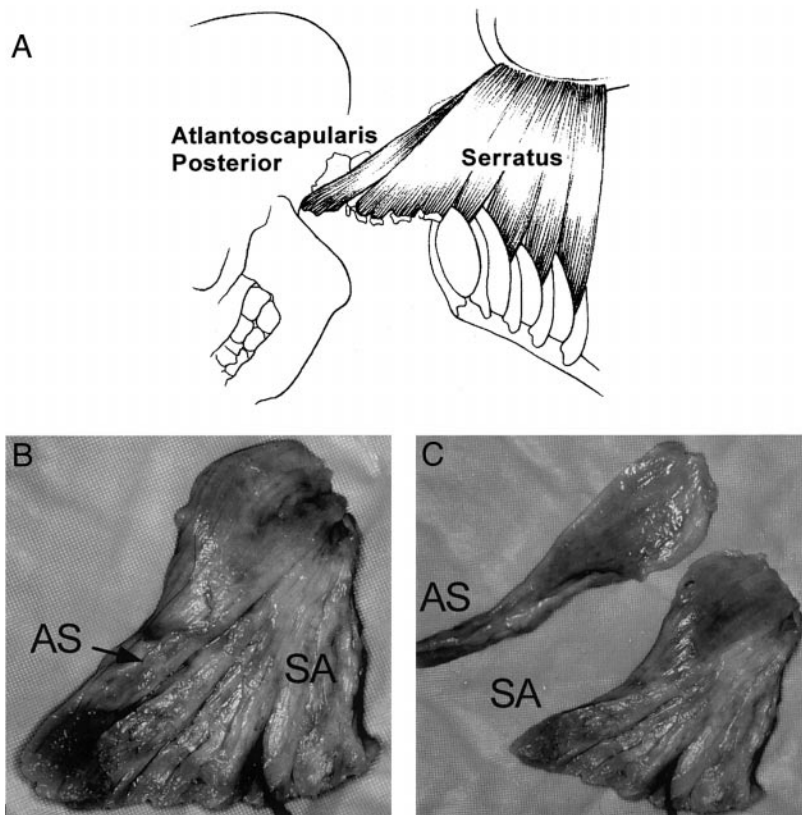 A
Atlantoscapularis
Posterior
Serratus
B
AS
SA
C
AS
SA